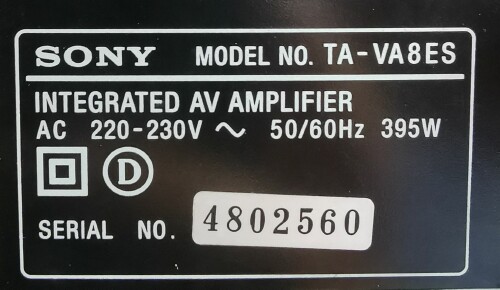 SONY MODEL NO. TA-VA8ES
INTEGRATED AV AMPLIFIER
AC 220-230V ~ 50/60Hz 395W
D
SERIAL NO. 4802560